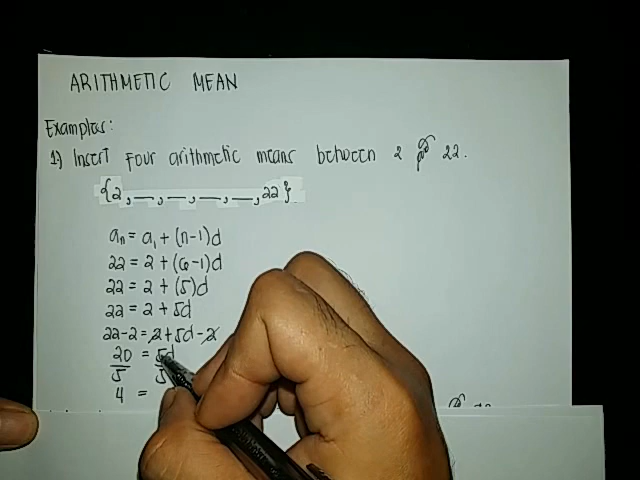 ARITHMETIC MEAN
Examples:
1) Insert four arithmetic means between 2 & 22.
{2, __, __, __, __, 22}
an = a1 + (n-1)d
22 = 2 + (6-1)d
22 = 2 + (5)d
22 = 2 + 5d
22-2 = 2+5d-2
20 = 5d
5 5
4 =